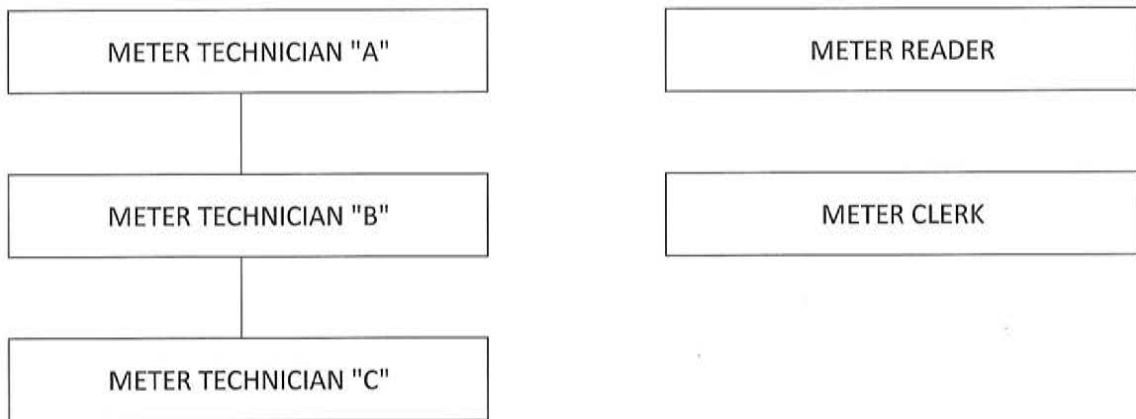 METER TECHNICIAN "A"
METER READER
METER TECHNICIAN "B"
METER CLERK
METER TECHNICIAN "C"